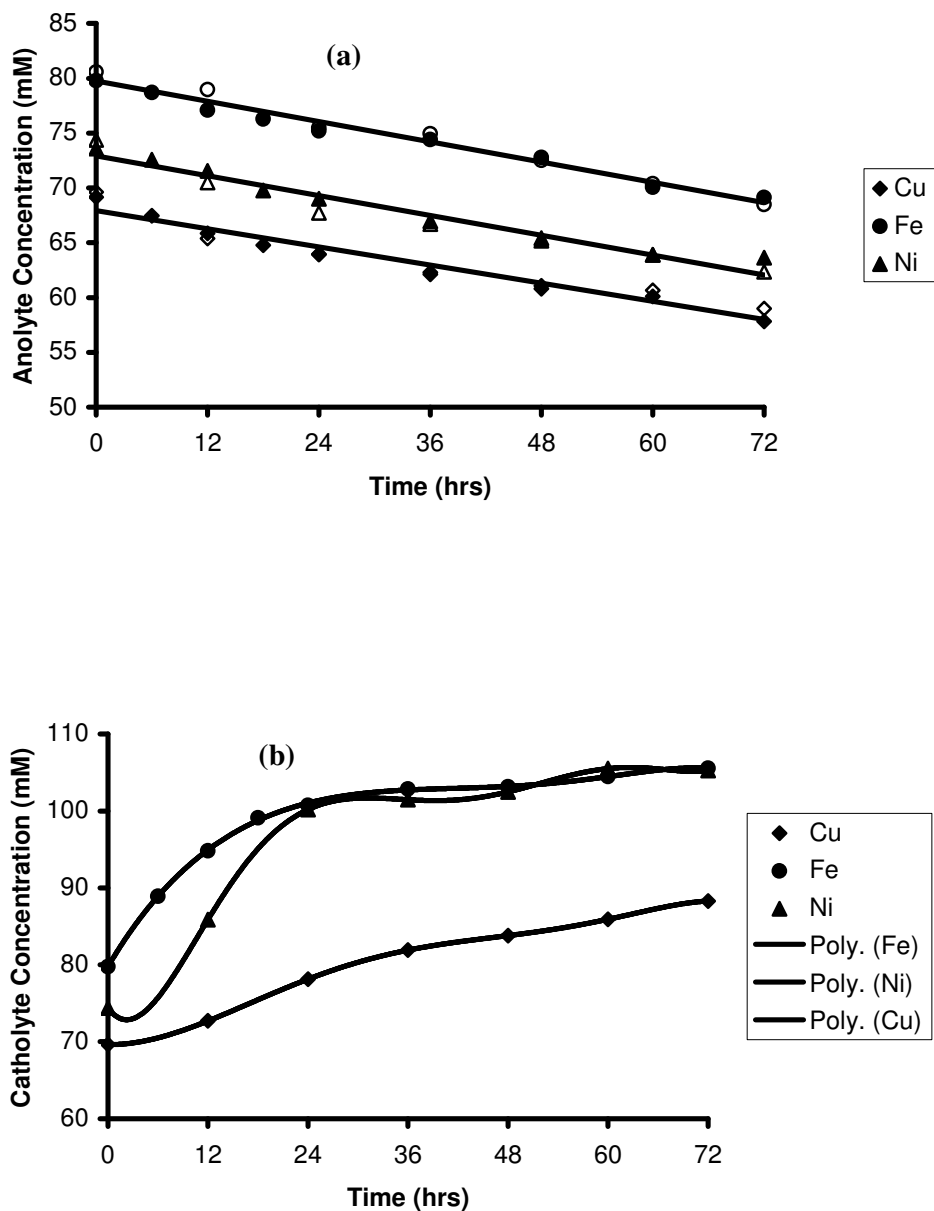 (a)
Anolyte Concentration (mM)
85
80
75
70
65
60
55
50
0 12 24 36 48 60 72
Time (hrs)
Cu
Fe
Ni
(b)
Catholyte Concentration (mM)
110
100
90
80
70
60
0 12 24 36 48 60 72
Time (hrs)
Cu
Fe
Ni
Poly. (Fe)
Poly. (Ni)
Poly. (Cu)